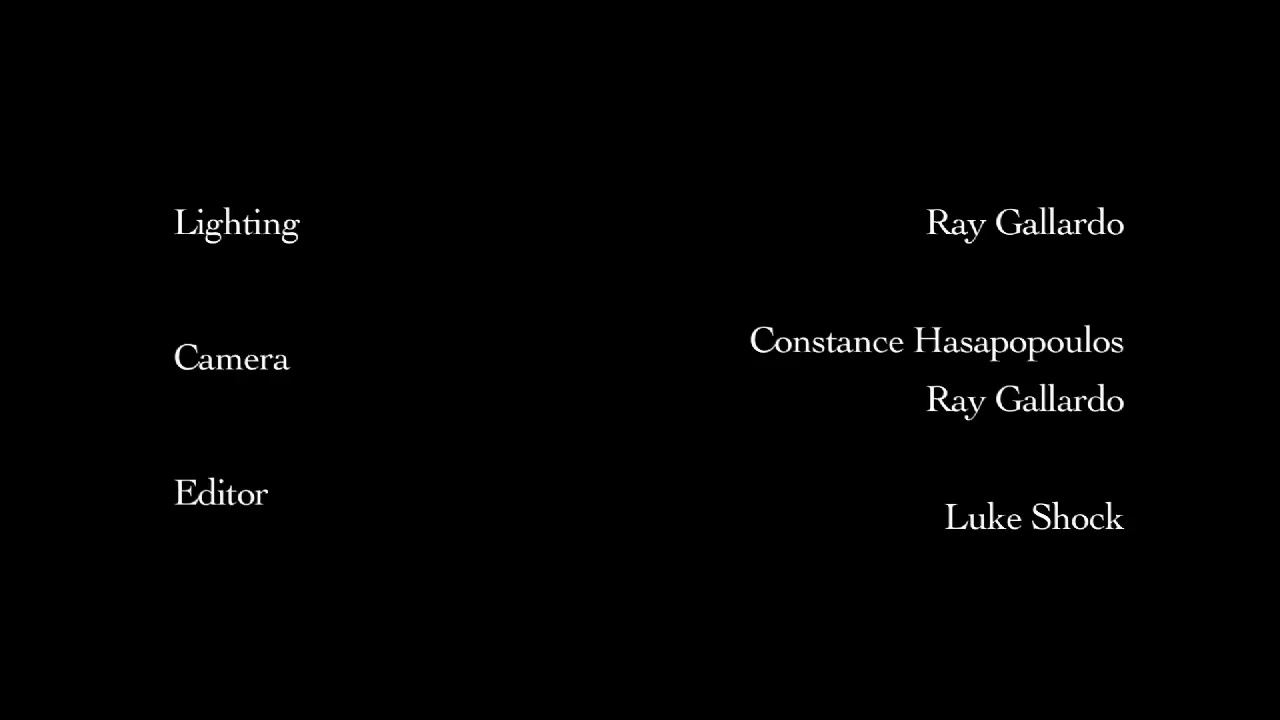 Lighting Ray Gallardo
Constance Hasapopoulos
Camera
Ray Gallardo
Editor
Luke Shock